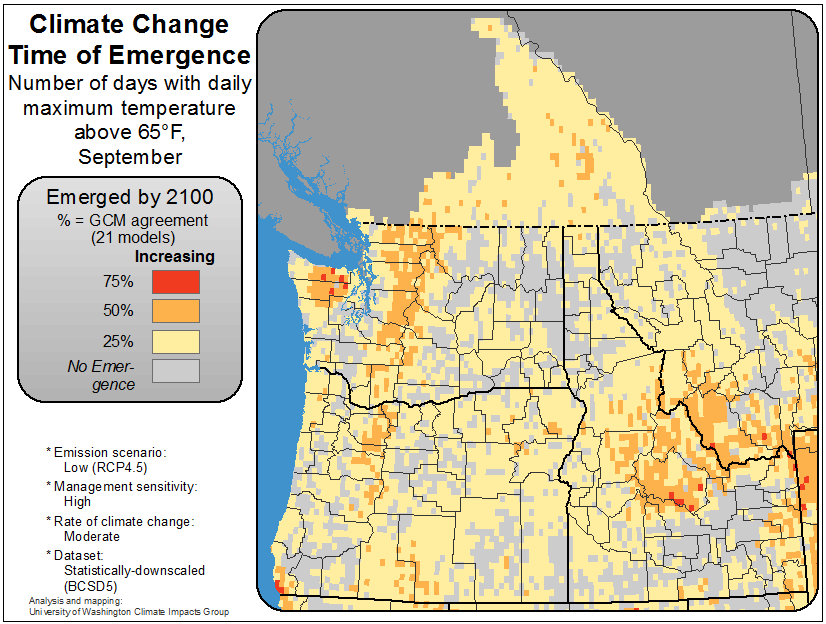 Climate Change
Time of Emergence
Number of days with daily
maximum temperature
above 65°F,
September
Emerged by 2100
% = GCM agreement
(21 models)
Increasing
75%
50%
25%
No Emer-
gence
* Emission scenario:
Low (RCP4.5)
* Management sensitivity:
High
* Rate of climate change:
Moderate
* Dataset:
Statistically-downscaled
(BCSD5)
Analysis and mapping:
University of Washington Climate Impacts Group